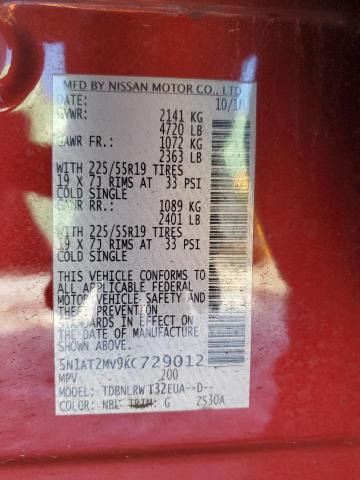 MFD BY NISSAN MOTOR CO., LTD
DATE: 10/18
GVWR: 2141 KG
4720 LB
GAWR FR.: 1072 KG
2363 LB
WITH 225/55R19 TIRES
19 X 7J RIMS AT 33 PSI
COLD SINGLE
GAWR RR.: 1089 KG
2401 LB
WITH 225/55R19 TIRES
19 X 7J RIMS AT 33 PSI
COLD SINGLE
THIS VEHICLE CONFORMS TO
ALL APPLICABLE FEDERAL
MOTOR VEHICLE SAFETY AND
THEFT PREVENTION
STANDARDS IN EFFECT ON
THE DATE OF MANUFACTURE
SHOWN ABOVE.
5N1AT2MV9KC729012
MPV 200
MODEL: TDBNLRW T32EUA--D--
COLOR: NBL TRIM: G ZS30A